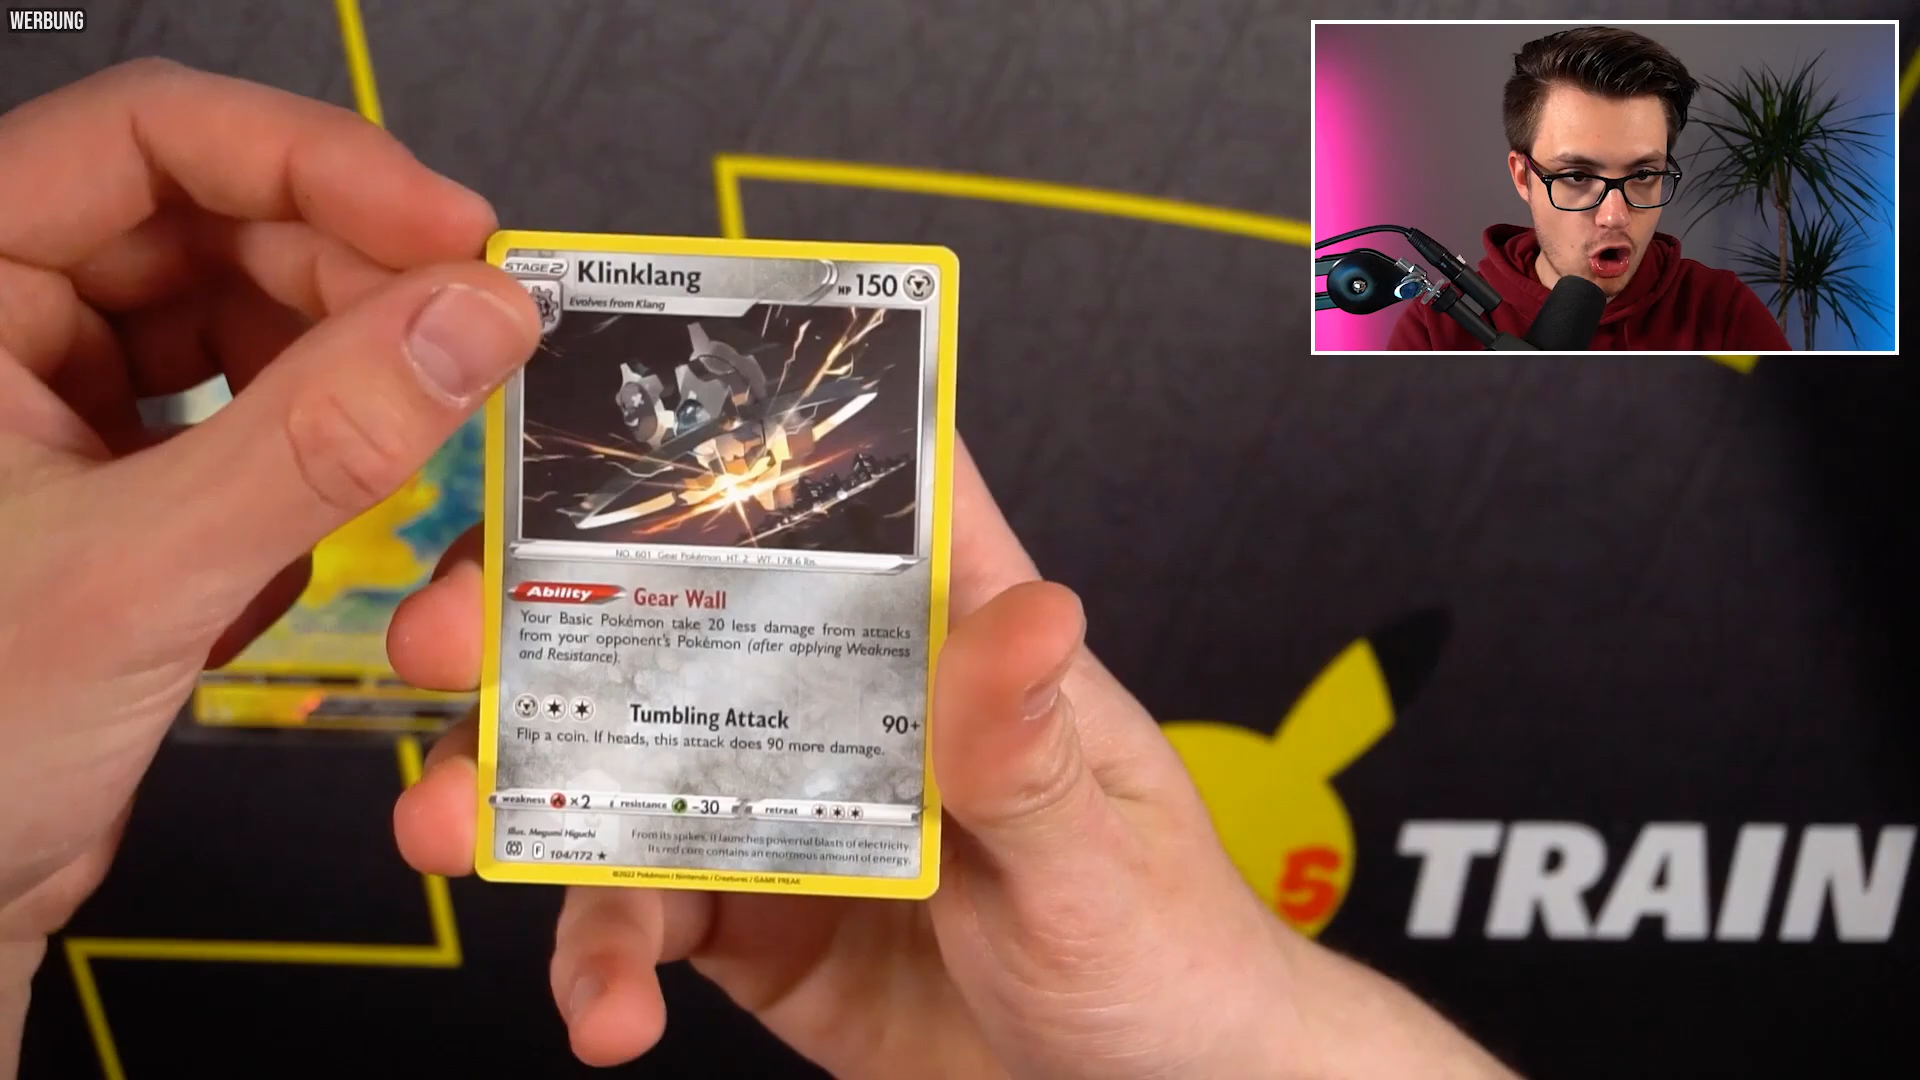 WERBUNG
STAGE 2
Klinklang
HP 150
Evolves from Klang
NO. 601 Gear Pokémon HT: 2 WT: 178.6 lbs.
Ability Gear Wall
Your Basic Pokémon take 20 less damage from attacks
from your opponent's Pokémon (after applying Weakness
and Resistance).
Tumbling Attack 90+
Flip a coin. If heads, this attack does 90 more damage.
weakness ×2 resistance -30 retreat
Illus. Megumi Higuchi
From its spikes, it launches powerful blasts of electricity.
Its red core contains an enormous amount of energy.
F 104/172 ★
©2022 Pokémon / Nintendo / Creatures / GAME FREAK
S
TRAIN